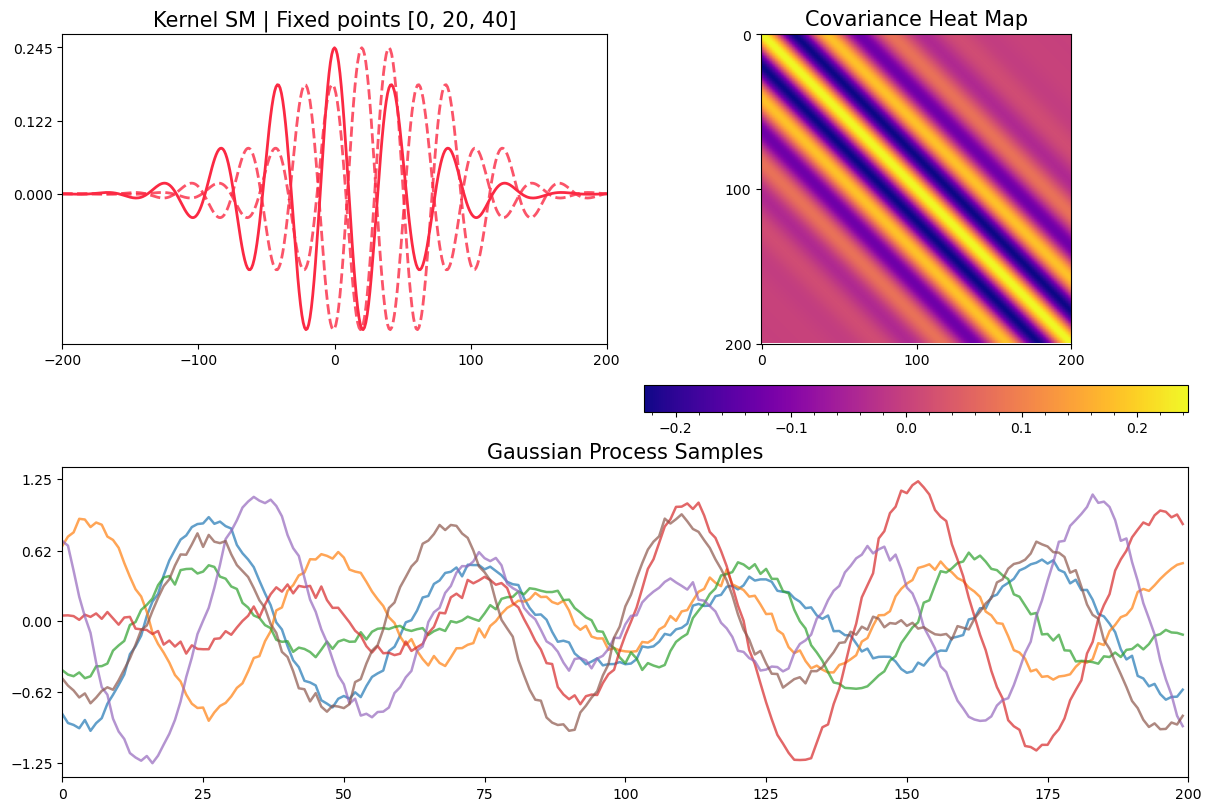 Kernel SM | Fixed points [0, 20, 40]
0.245
0.122
0.000
−200 −100 0 100 200
Covariance Heat Map
0
100
200
0 100 200
−0.2 −0.1 0.0 0.1 0.2
Gaussian Process Samples
1.25
0.62
0.00
−0.62
−1.25
0 25 50 75 100 125 150 175 200